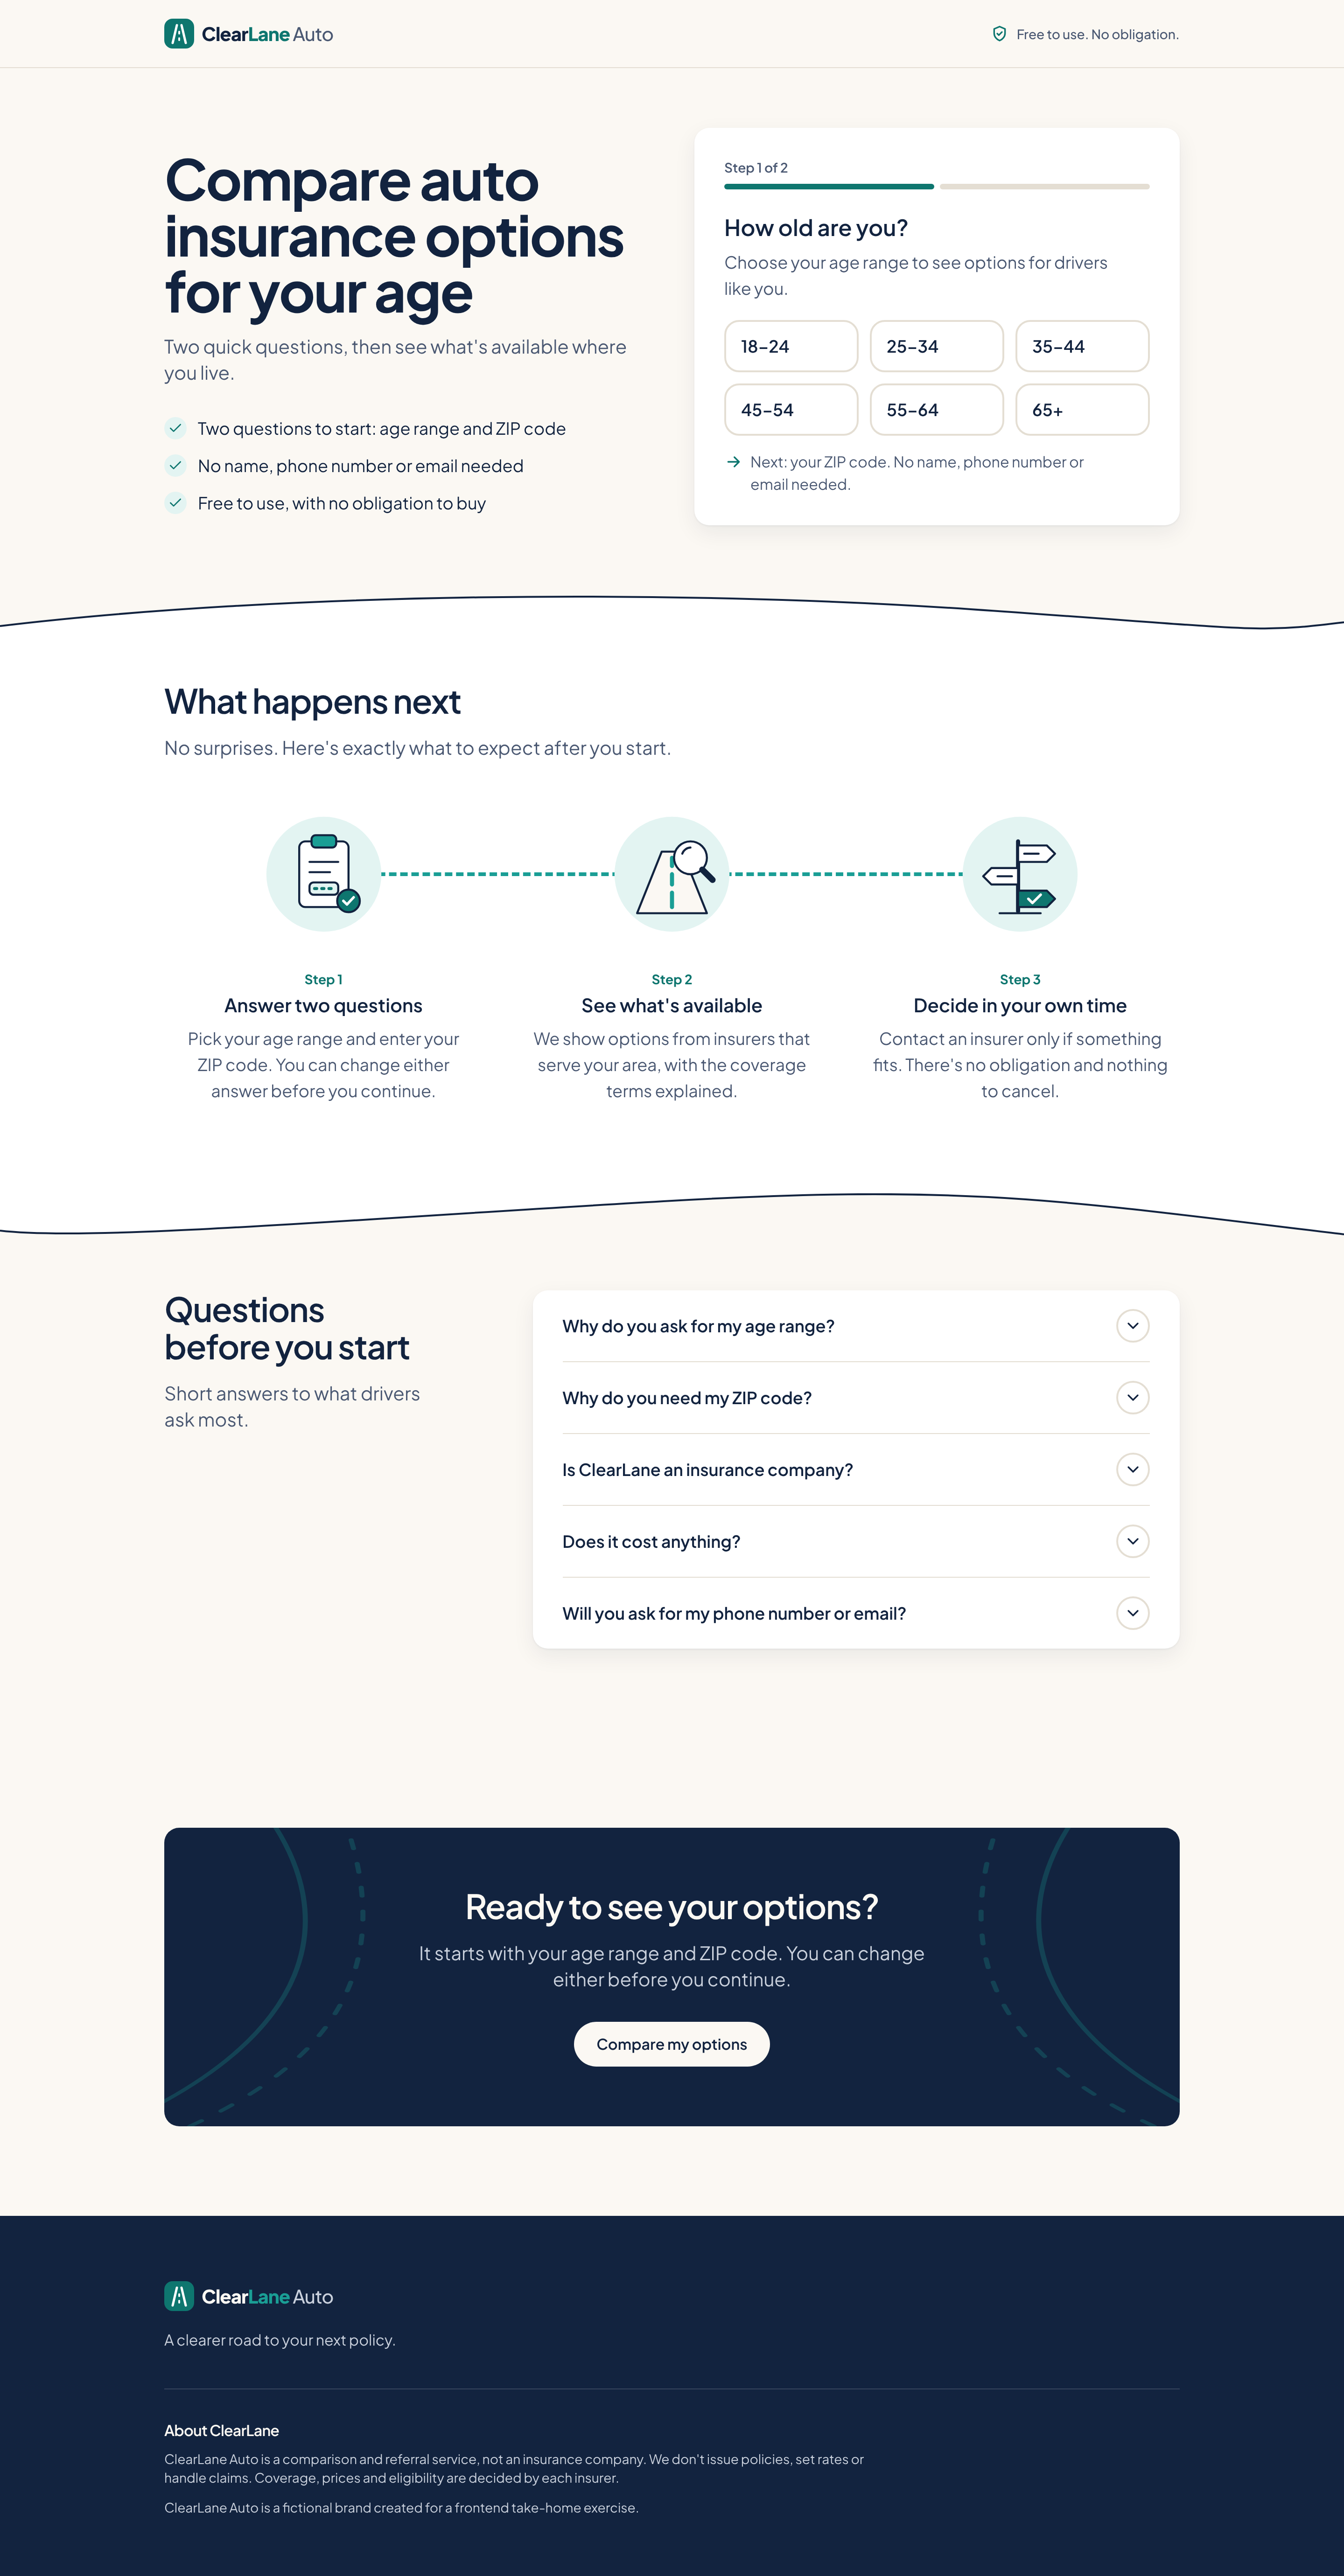 ClearLane Auto
Free to use. No obligation.
Compare auto
insurance options
for your age
Two quick questions, then see what's available where
you live.
Two questions to start: age range and ZIP code
No name, phone number or email needed
Free to use, with no obligation to buy
Step 1 of 2
How old are you?
Choose your age range to see options for drivers
like you.
18–24
25–34
35–44
45–54
55–64
65+
Next: your ZIP code. No name, phone number or
email needed.
What happens next
No surprises. Here's exactly what to expect after you start.
Step 1
Answer two questions
Pick your age range and enter your
ZIP code. You can change either
answer before you continue.
Step 2
See what's available
We show options from insurers that
serve your area, with the coverage
terms explained.
Step 3
Decide in your own time
Contact an insurer only if something
fits. There's no obligation and nothing
to cancel.
Questions
before you start
Short answers to what drivers
ask most.
Why do you ask for my age range?
Why do you need my ZIP code?
Is ClearLane an insurance company?
Does it cost anything?
Will you ask for my phone number or email?
Ready to see your options?
It starts with your age range and ZIP code. You can change
either before you continue.
Compare my options
ClearLane Auto
A clearer road to your next policy.
About ClearLane
ClearLane Auto is a comparison and referral service, not an insurance company. We don't issue policies, set rates or
handle claims. Coverage, prices and eligibility are decided by each insurer.
ClearLane Auto is a fictional brand created for a frontend take-home exercise.